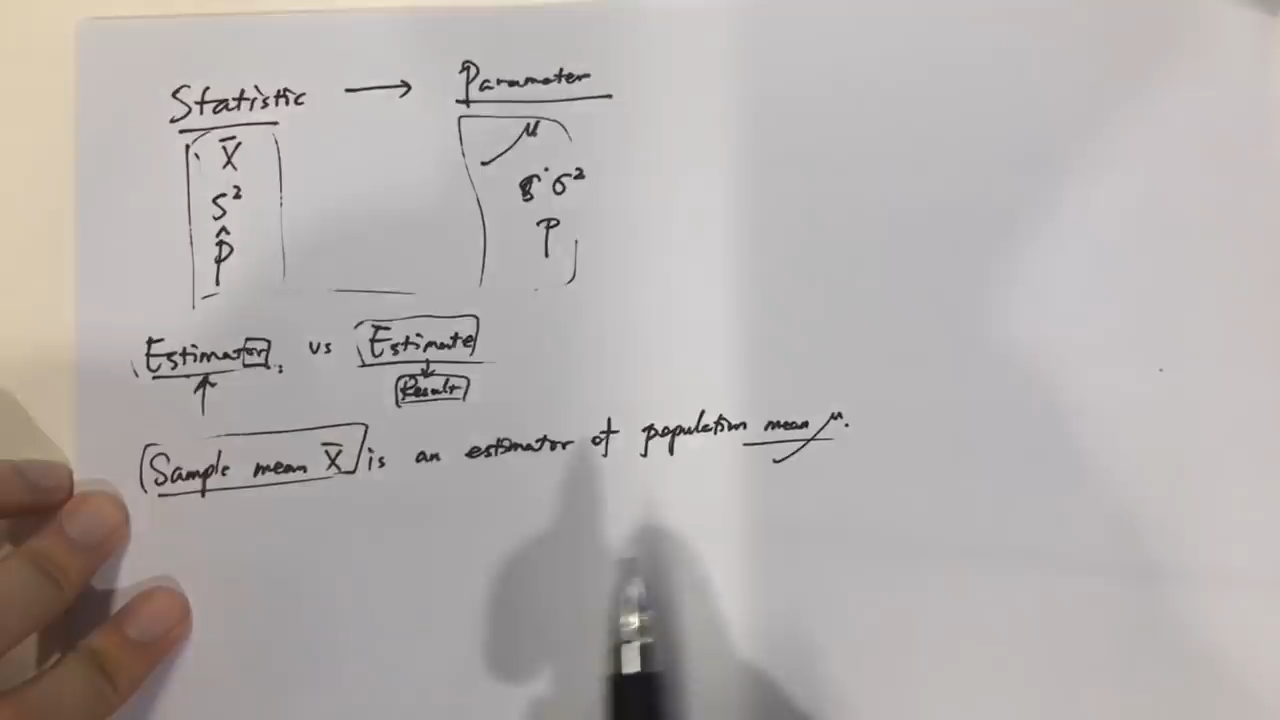 Statistic → Parameter
X̄ μ
S² σ²
p̂ P
Estimator vs Estimate
Result
Sample mean X̄ is an estimator of population mean μ.